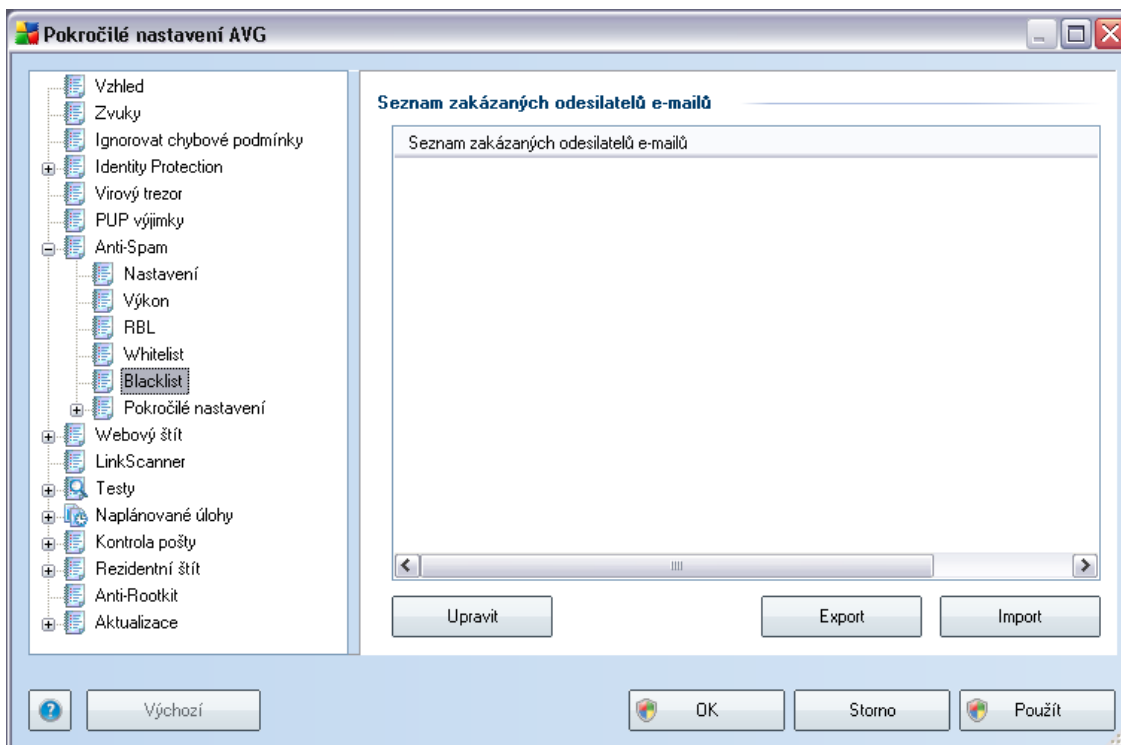 Pokročilé nastavení AVG
Vzhled
Zvuky
Ignorovat chybové podmínky
Identity Protection
Virový trezor
PUP výjimky
Anti-Spam
Nastavení
Výkon
RBL
Whitelist
Blacklist
Pokročilé nastavení
Webový štít
LinkScanner
Testy
Naplánované úlohy
Kontrola pošty
Rezidentní štít
Anti-Rootkit
Aktualizace
Seznam zakázaných odesilatelů e-mailů
Seznam zakázaných odesilatelů e-mailů
Upravit
Export
Import
Výchozí
OK
Storno
Použít